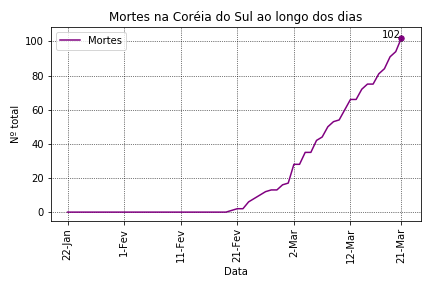 Mortes na Coréia do Sul ao longo dos dias
Mortes
102
100
80
60
40
20
0
Nº total
22-Jan
1-Fev
11-Fev
21-Fev
2-Mar
12-Mar
21-Mar
Data